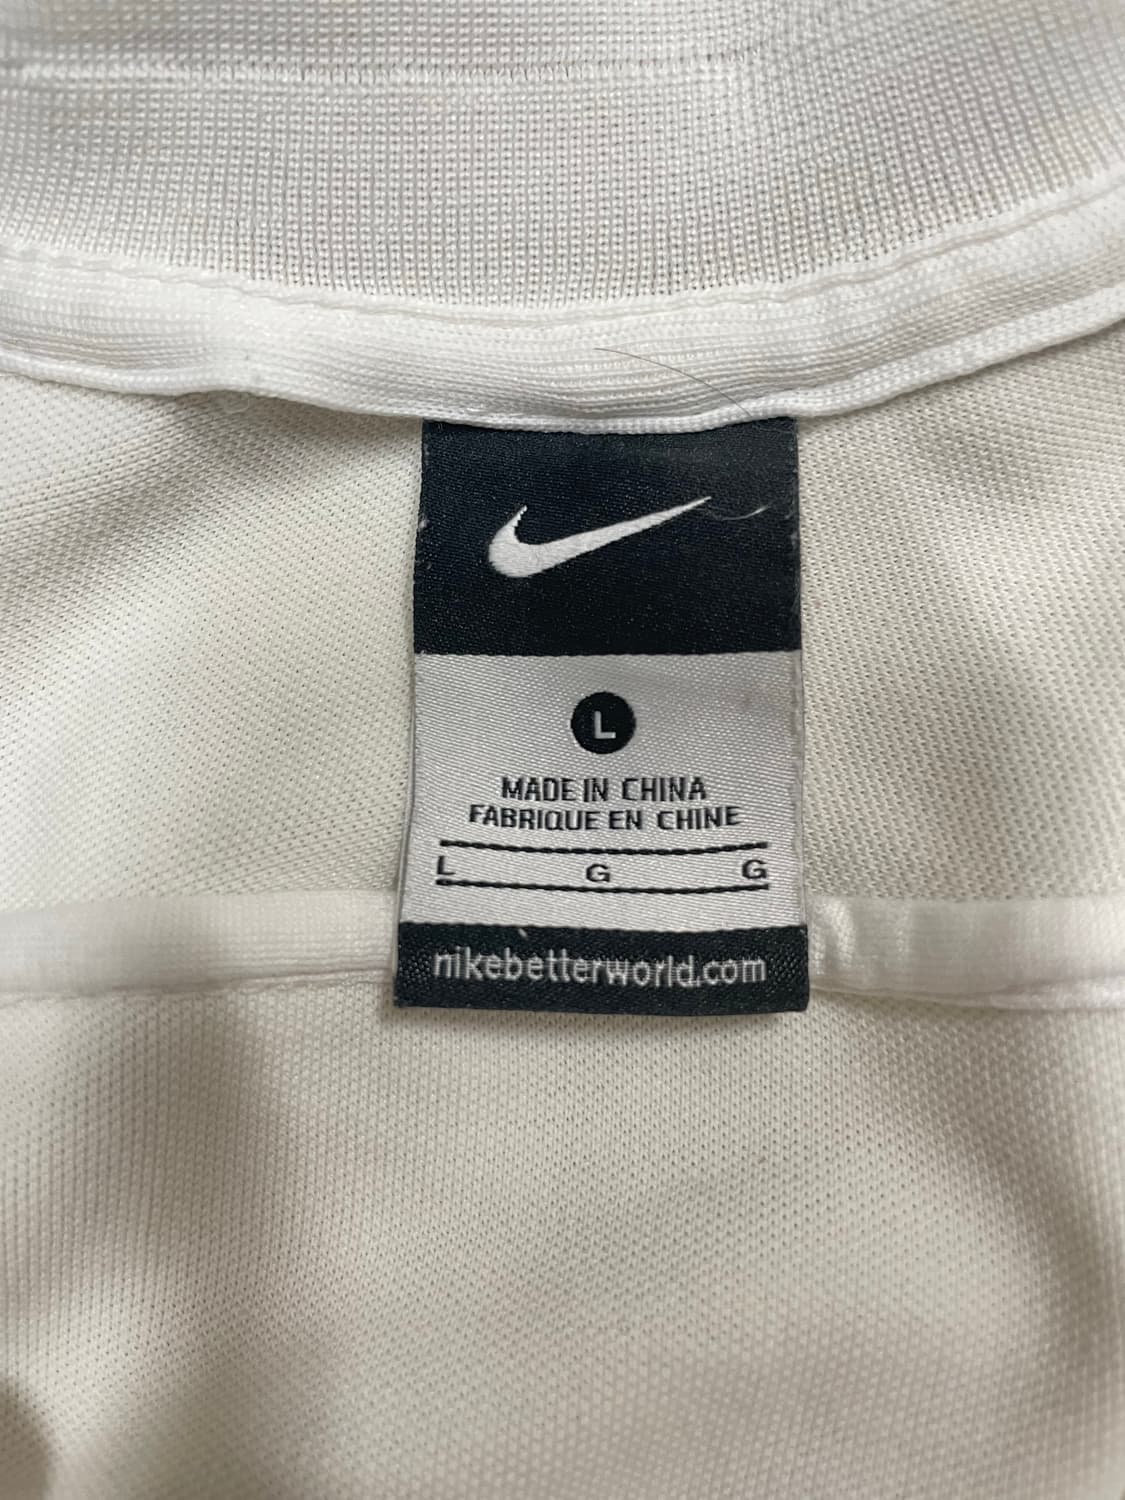 L
MADE IN CHINA
FABRIQUE EN CHINE
L G G
nikebetterworld.com